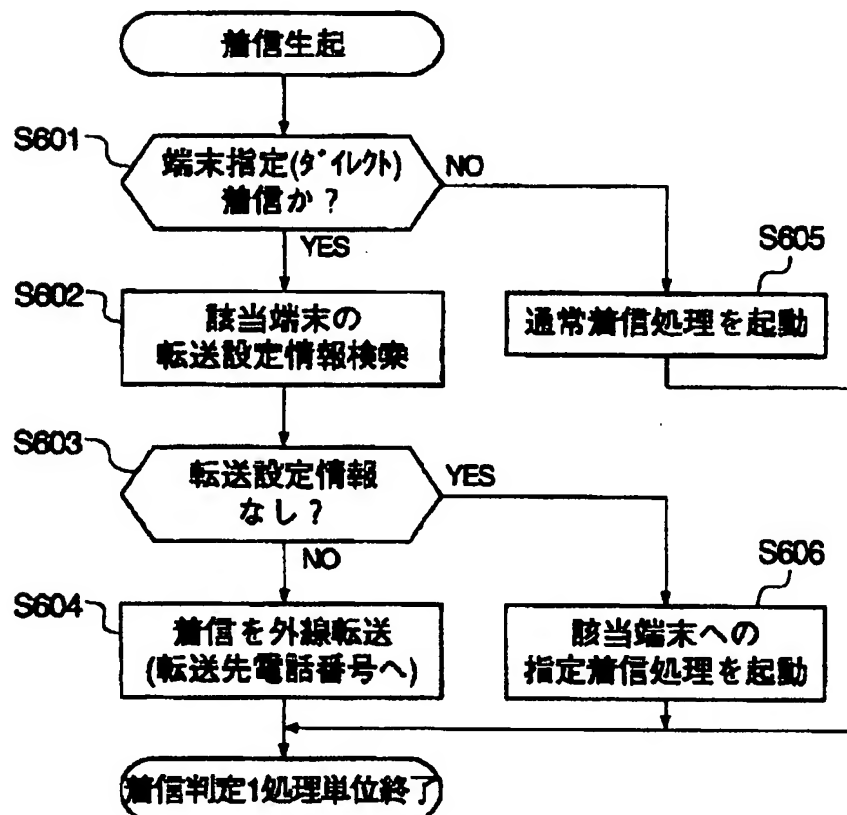 着信生起
S601
端末指定(ダイレクト)
着信か?
NO
YES
S605
S602
該当端末の
転送設定情報検索
通常着信処理を起動
S603
転送設定情報
なし?
YES
NO
S606
S604
着信を外線転送
(転送先電話番号へ)
該当端末への
指定着信処理を起動
着信判定1処理単位終了